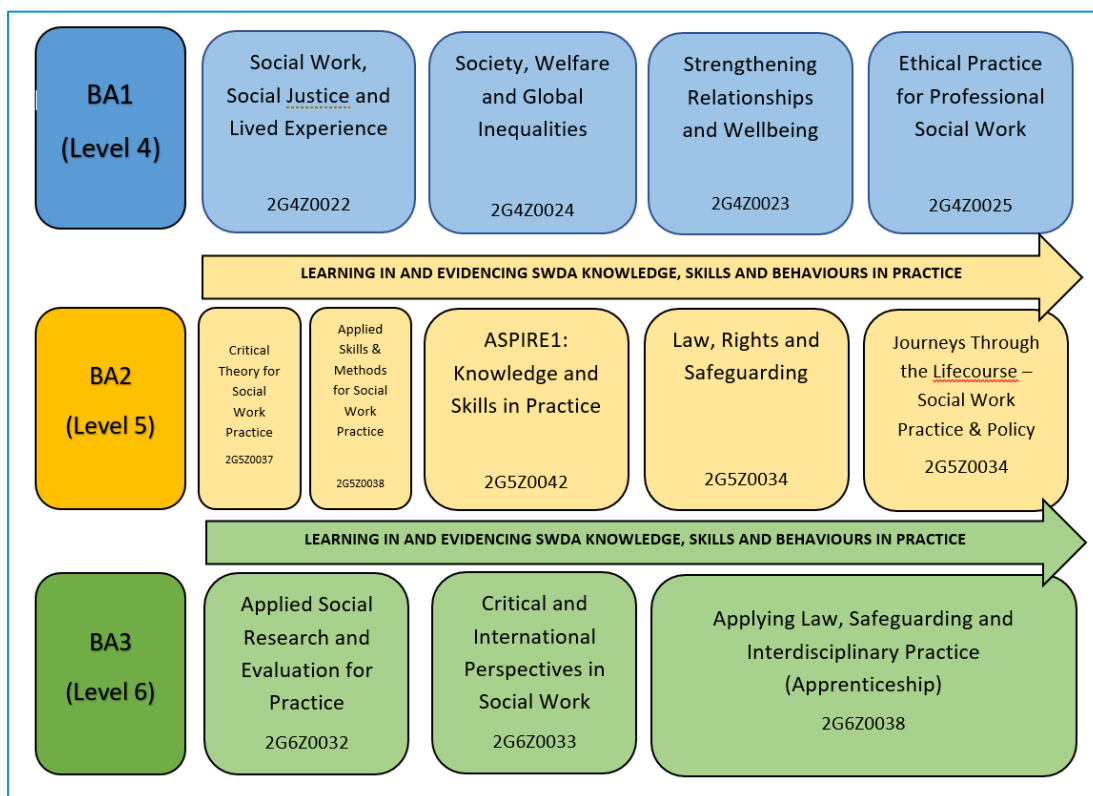 BA1
(Level 4)
Social Work,
Social Justice and
Lived Experience
2G4Z0022
Society, Welfare
and Global
Inequalities
2G4Z0024
Strengthening
Relationships
and Wellbeing
2G4Z0023
Ethical Practice
for Professional
Social Work
2G4Z0025
LEARNING IN AND EVIDENCING SWDA KNOWLEDGE, SKILLS AND BEHAVIOURS IN PRACTICE
BA2
(Level 5)
Critical
Theory for
Social
Work
Practice
2G5Z0037
Applied
Skills &
Methods
for Social
Work
Practice
2G5Z0038
ASPIRE1:
Knowledge and
Skills in Practice
2G5Z0042
Law, Rights and
Safeguarding
2G5Z0034
Journeys Through
the Lifecourse –
Social Work
Practice & Policy
2G5Z0034
LEARNING IN AND EVIDENCING SWDA KNOWLEDGE, SKILLS AND BEHAVIOURS IN PRACTICE
BA3
(Level 6)
Applied Social
Research and
Evaluation for
Practice
2G6Z0032
Critical and
International
Perspectives in
Social Work
2G6Z0033
Applying Law, Safeguarding and
Interdisciplinary Practice
(Apprenticeship)
2G6Z0038